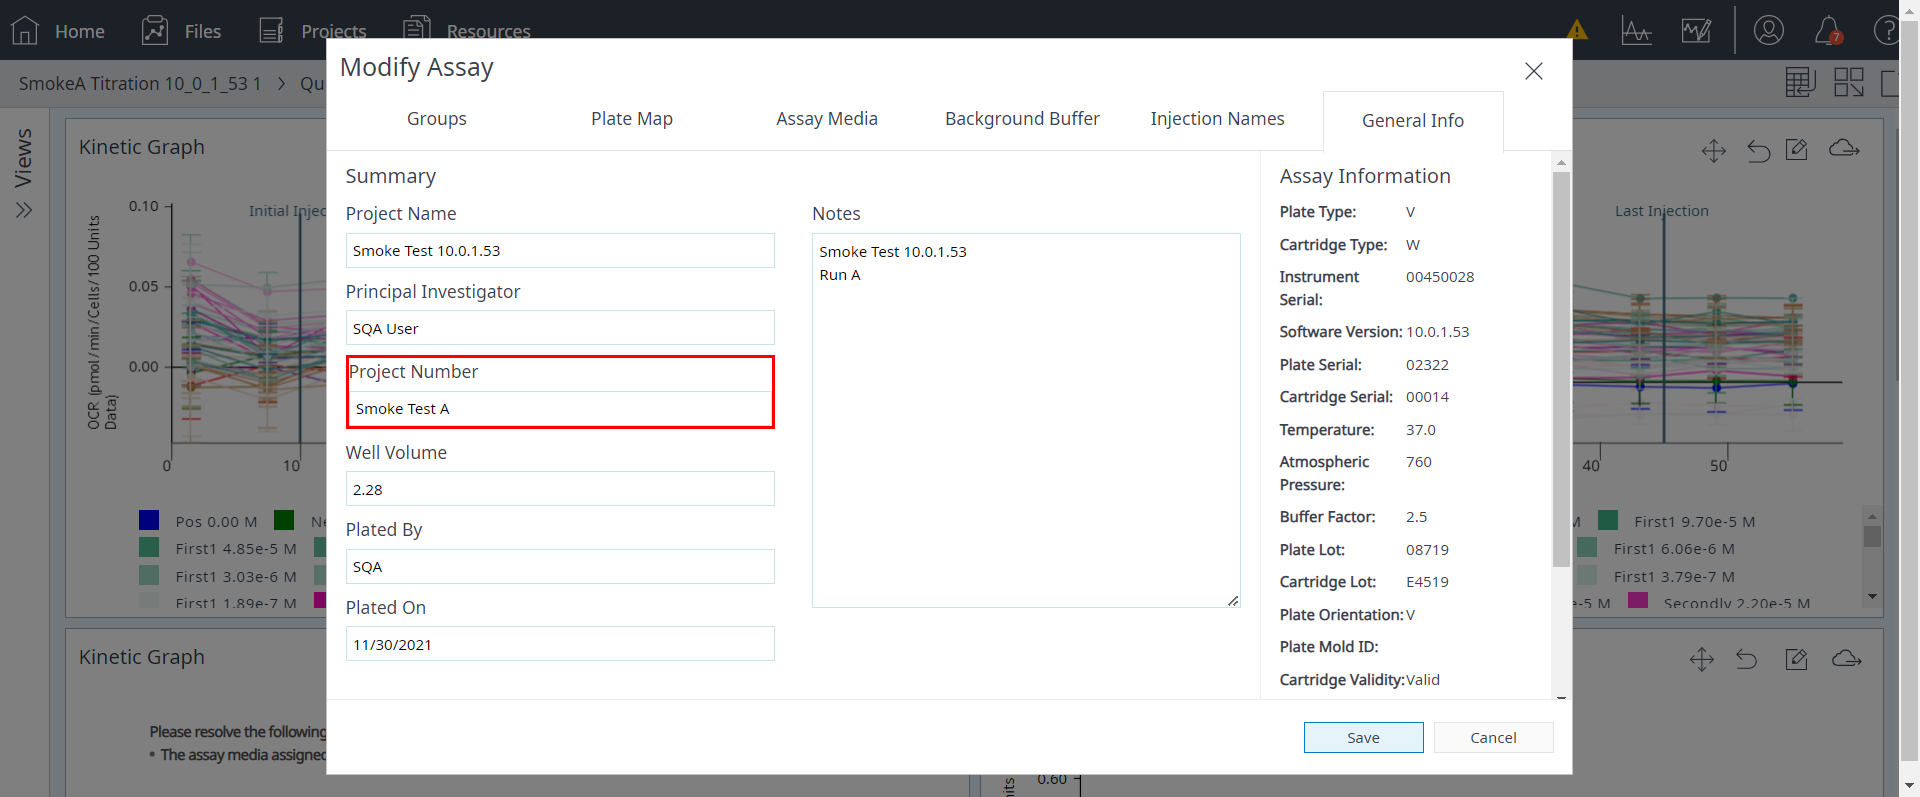 Home
Files
Projects
Resources
7
SmokeA Titration 10_0_1_53 1 > Qu
Views
Modify Assay
Groups
Plate Map
Assay Media
Background Buffer
Injection Names
General Info
Summary
Project Name
Smoke Test 10.0.1.53
Principal Investigator
SQA User
Project Number
Smoke Test A
Well Volume
2.28
Plated By
SQA
Plated On
11/30/2021
Notes
Smoke Test 10.0.1.53
Run A
Assay Information
Plate Type: V
Cartridge Type: W
Instrument Serial: 00450028
Software Version: 10.0.1.53
Plate Serial: 02322
Cartridge Serial: 00014
Temperature: 37.0
Atmospheric Pressure: 760
Buffer Factor: 2.5
Plate Lot: 08719
Cartridge Lot: E4519
Plate Orientation: V
Plate Mold ID:
Cartridge Validity: Valid
Save
Cancel
Kinetic Graph
OCR (pmol/min/Cells/100 Units Data)
0.10
0.05
0.00
0
10
Initial Injec
Last Injection
40
50
Pos 0.00 M
Ne
First1 4.85e-5 M
First1 3.03e-6 M
First1 1.89e-7 M
M
First1 9.70e-5 M
First1 6.06e-6 M
First1 3.79e-7 M
e-5 M
Secondly 2.20e-5 M
Kinetic Graph
Please resolve the following
• The assay media assigned
0.60
nits